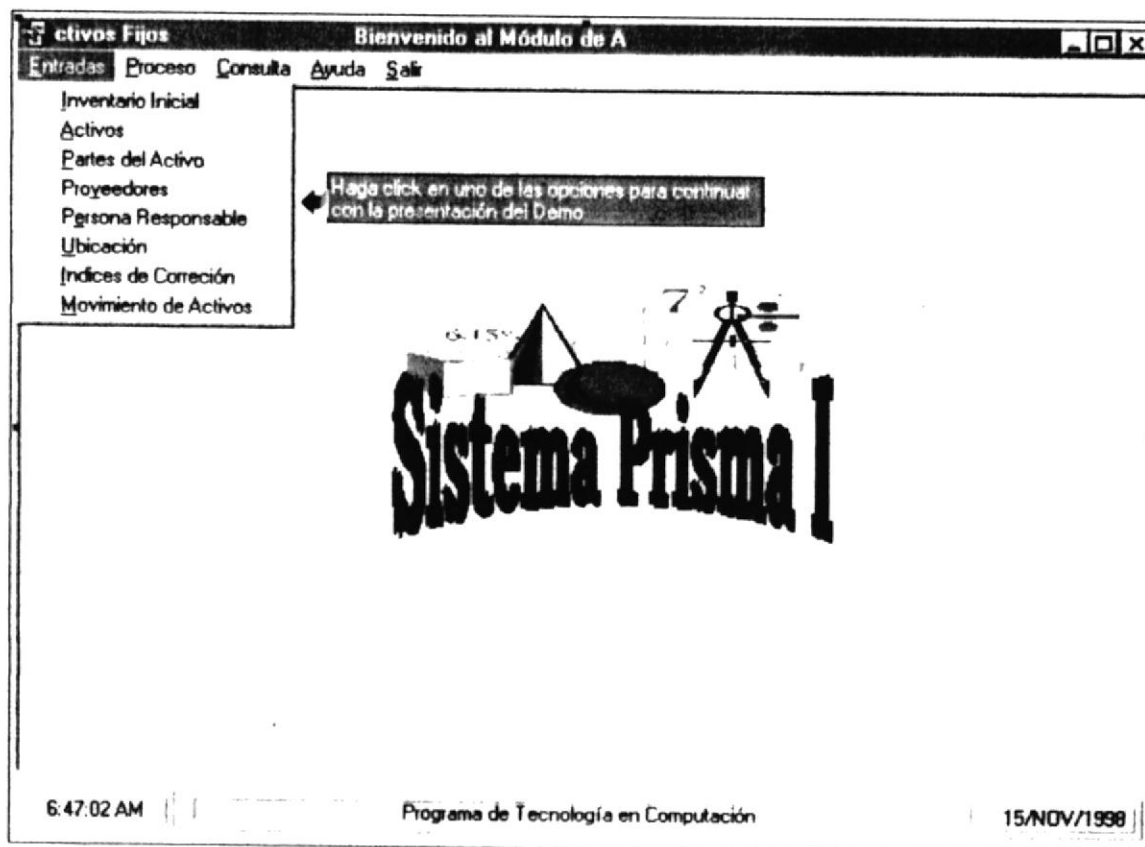 ctivos Fijos Bienvenido al Módulo de A
Entradas Proceso Consulta Ayuda Salir
Inventario Inicial
Activos
Partes del Activo
Proveedores
Persona Responsable
Ubicación
Indices de Correción
Movimiento de Activos
Haga click en uno de las opciones para continuar
con la presentación del Demo
7
Sistema Prisma I
6:47:02 AM Programa de Tecnología en Computación 15/NOV/1998